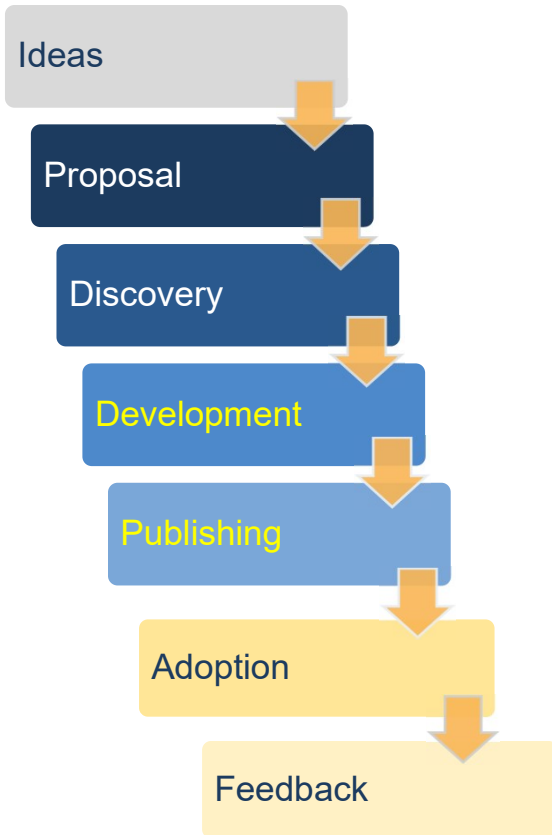 Ideas
Proposal
Discovery
Development
Publishing
Adoption
Feedback